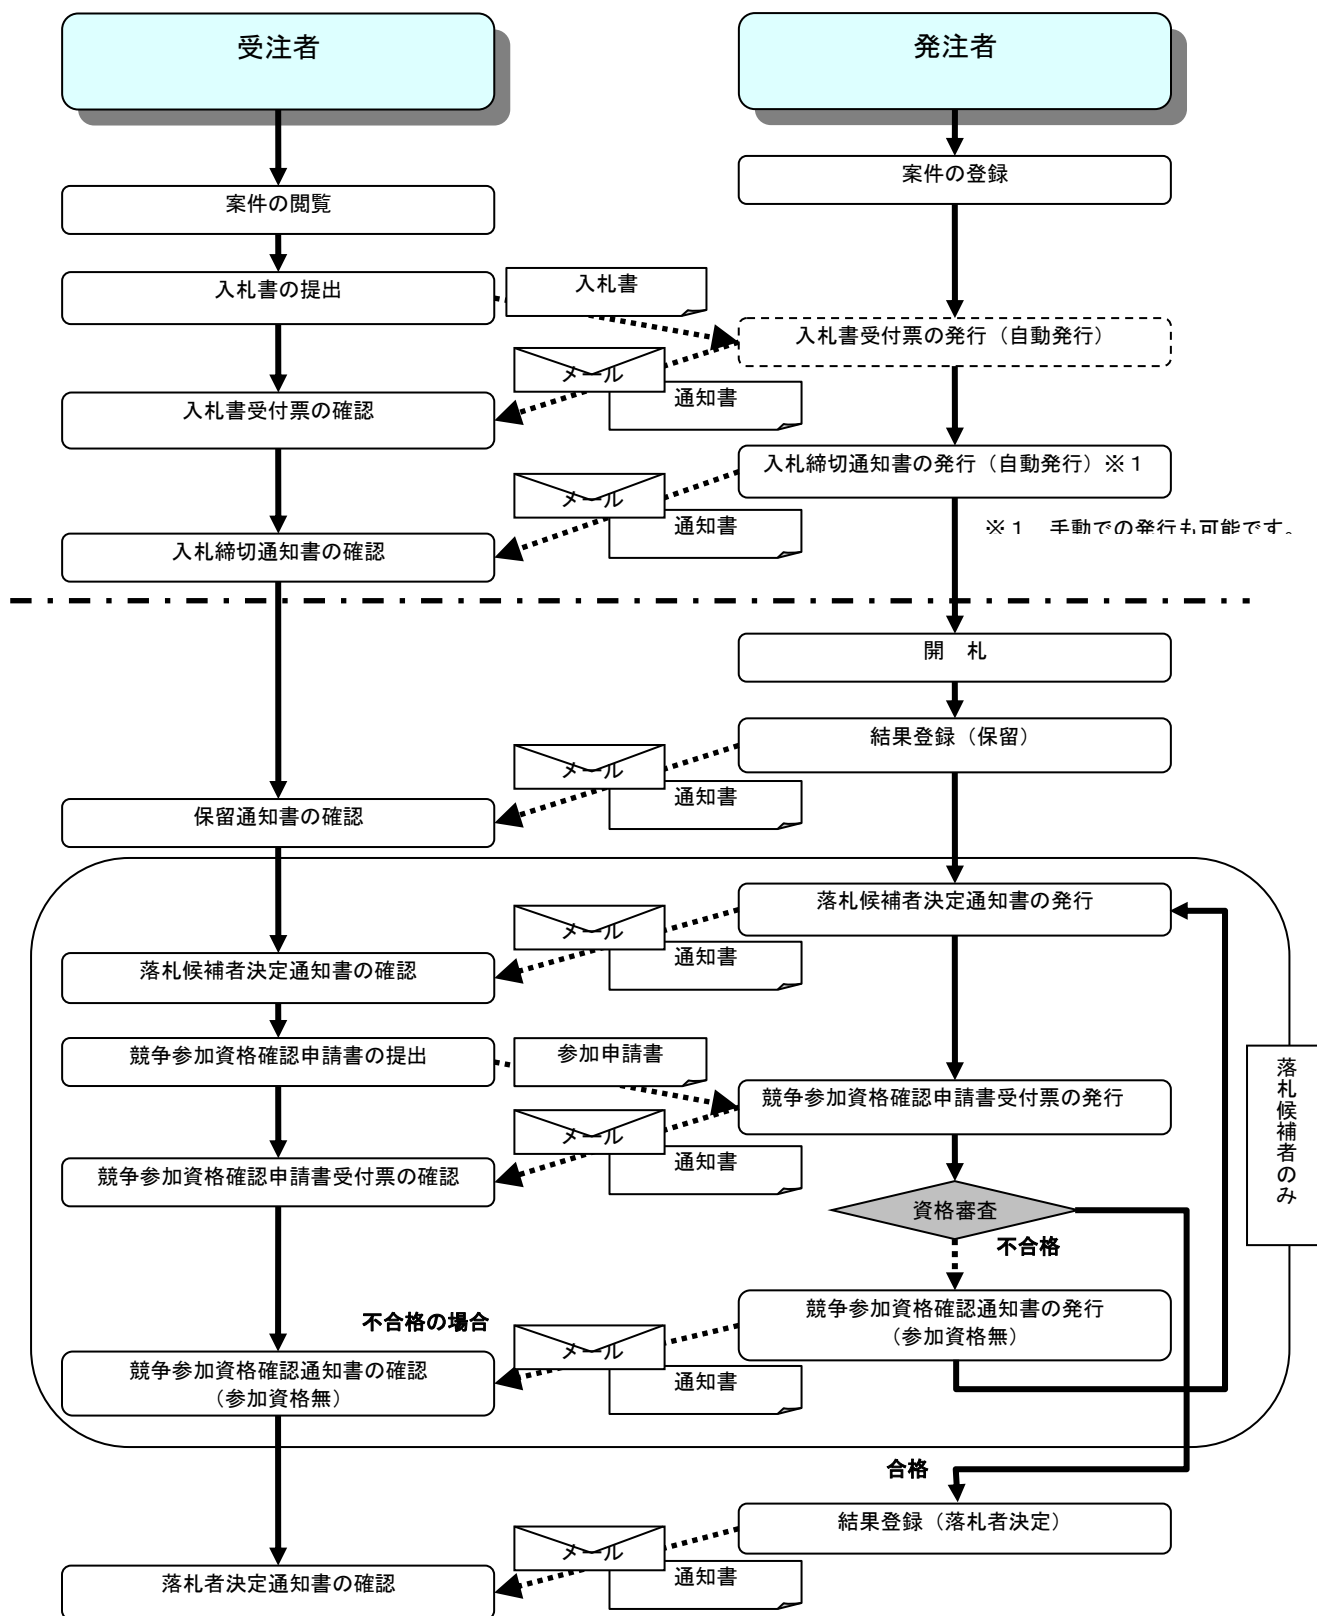 受注者
発注者
案件の登録
案件の閲覧
入札書の提出
入札書
入札書受付票の発行（自動発行）
メール
通知書
入札書受付票の確認
入札締切通知書の発行（自動発行）※１
メール
通知書
※１　手動での発行も可能です。
入札締切通知書の確認
開　札
結果登録（保留）
メール
通知書
保留通知書の確認
落札候補者決定通知書の発行
メール
通知書
落札候補者決定通知書の確認
競争参加資格確認申請書の提出
参加申請書
落札候補者のみ
競争参加資格確認申請書受付票の発行
メール
通知書
競争参加資格確認申請書受付票の確認
資格審査
不合格
競争参加資格確認通知書の発行
（参加資格無）
不合格の場合
メール
通知書
競争参加資格確認通知書の確認
（参加資格無）
合格
結果登録（落札者決定）
メール
通知書
落札者決定通知書の確認